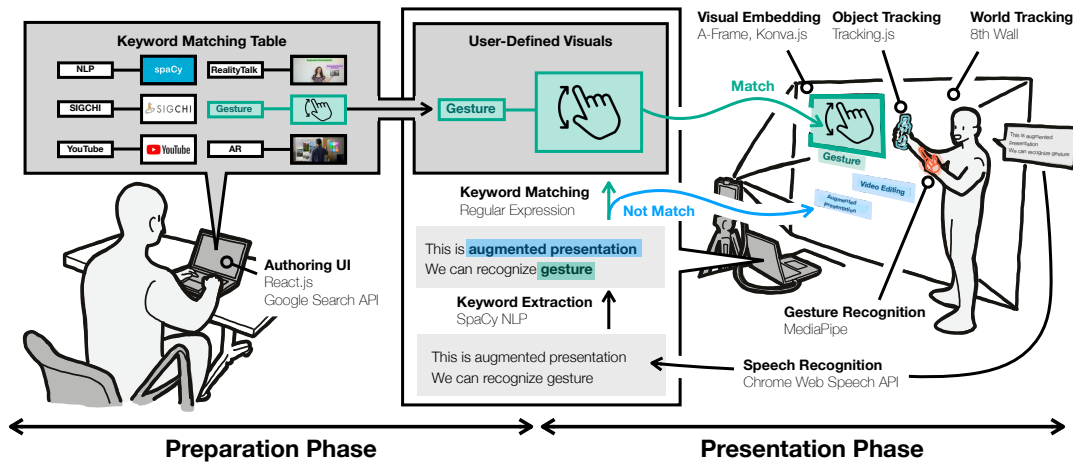 Keyword Matching Table
NLP
spaCy
RealityTalk
SIGCHI
SIGCHI
Gesture
YouTube
YouTube
AR
Authoring UI
React.js
Google Search API
User-Defined Visuals
Gesture
Keyword Matching
Regular Expression
Match
Not Match
This is augmented presentation
We can recognize gesture
Keyword Extraction
SpaCy NLP
This is augmented presentation
We can recognize gesture
Visual Embedding
A-Frame, Konva.js
Object Tracking
Tracking.js
World Tracking
8th Wall
Gesture
Video Editing
Augmented
Presentation
This is augmented
Presentation
We can recognize gesture
Gesture Recognition
MediaPipe
Speech Recognition
Chrome Web Speech API
Preparation Phase
Presentation Phase